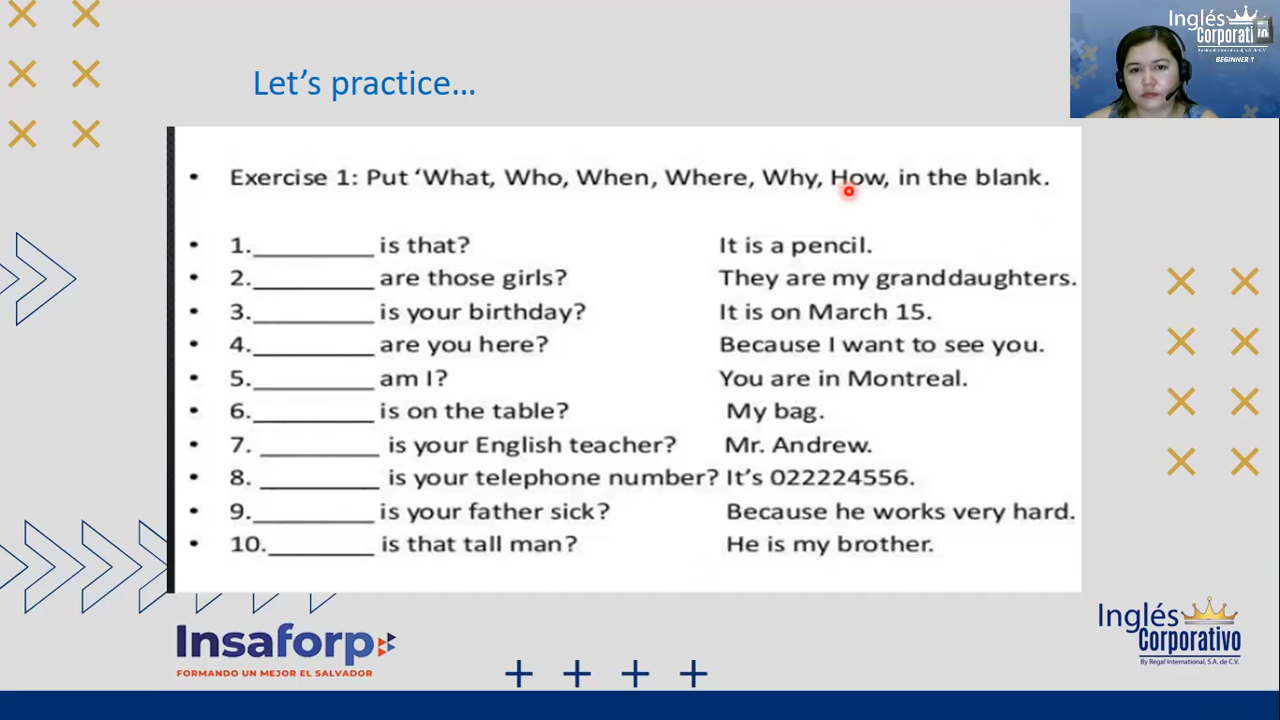 Inglés
Corporati
By Regal International, S.A. de C.V.
BEGINNER 1
Let’s practice…
• Exercise 1: Put ‘What, Who, When, Where, Why, How, in the blank.
• 1.__________ is that? It is a pencil.
• 2.__________ are those girls? They are my granddaughters.
• 3.__________ is your birthday? It is on March 15.
• 4.__________ are you here? Because I want to see you.
• 5.__________ am I? You are in Montreal.
• 6.__________ is on the table? My bag.
• 7. __________ is your English teacher? Mr. Andrew.
• 8. __________ is your telephone number? It’s 022224556.
• 9.__________ is your father sick? Because he works very hard.
• 10._________ is that tall man? He is my brother.
Insaforp
FORMANDO UN MEJOR EL SALVADOR
Inglés
Corporativo
By Regal International, S.A. de C.V.